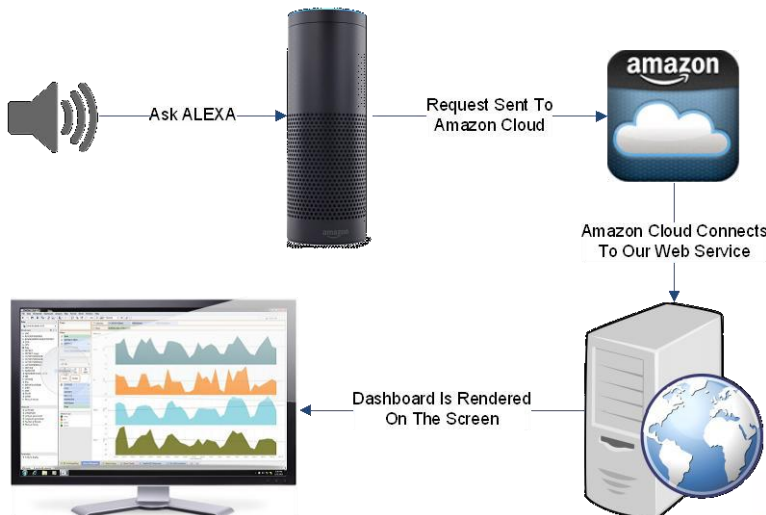 amazon
Ask ALEXA
Request Sent To
Amazon Cloud
amazon
Amazon Cloud Connects
To Our Web Service
Dashboard Is Rendered
On The Screen